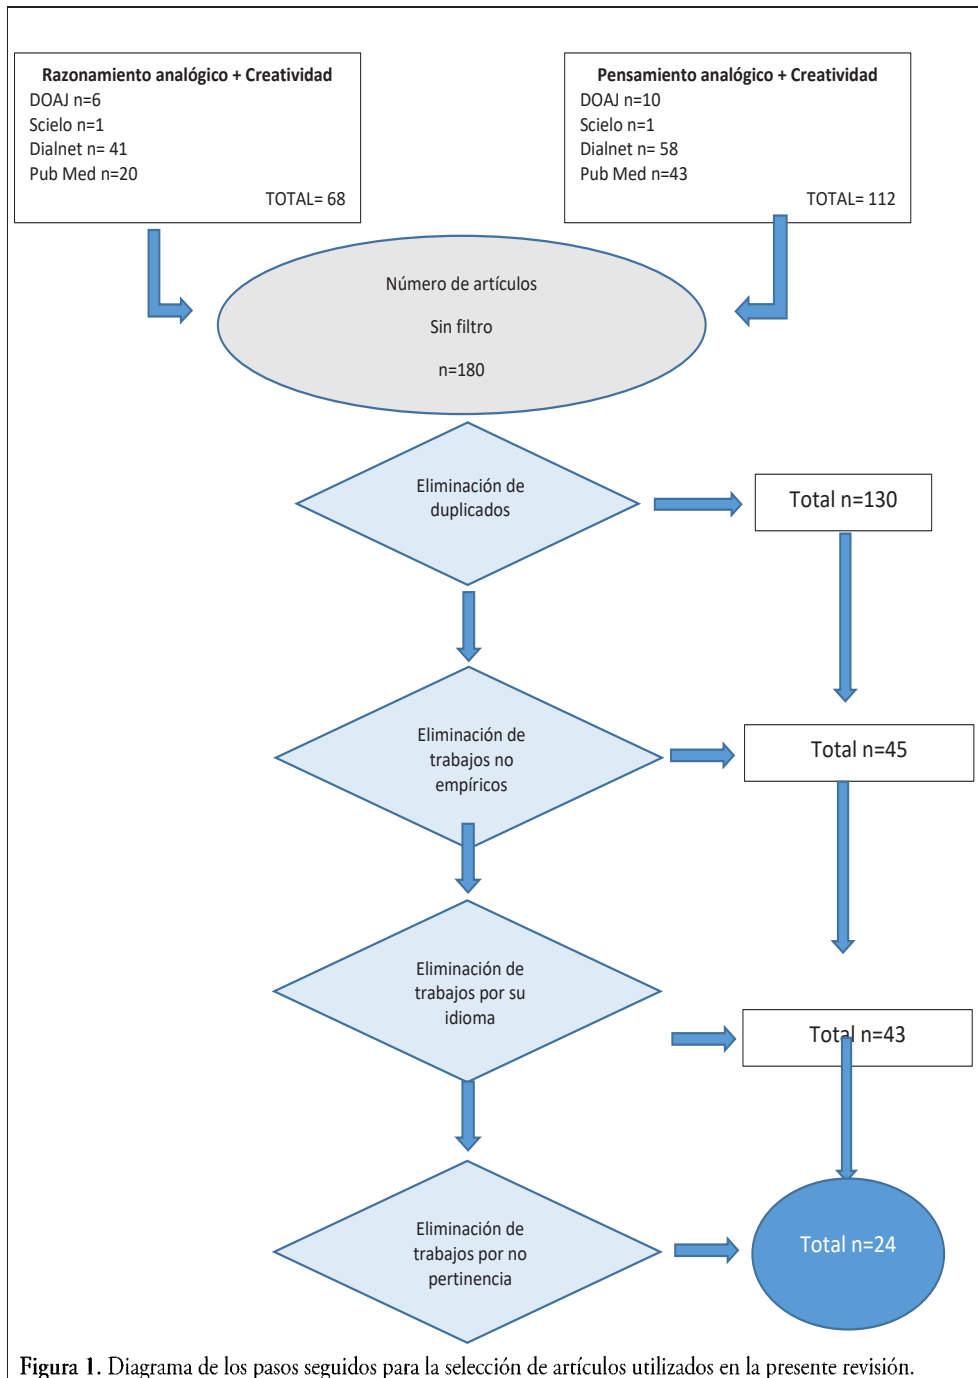 Razonamiento analógico + Creatividad
DOAJ n=6
Scielo n=1
Dialnet n= 41
Pub Med n=20
TOTAL= 68
Pensamiento analógico + Creatividad
DOAJ n=10
Scielo n=1
Dialnet n= 58
Pub Med n=43
TOTAL= 112
Número de artículos
Sin filtro
n=180
Eliminación de
duplicados
Total n=130
Eliminación de
trabajos no
empíricos
Total n=45
Eliminación de
trabajos por su
idioma
Total n=43
Eliminación de
trabajos por no
pertinencia
Total n=24
Figura 1. Diagrama de los pasos seguidos para la selección de artículos utilizados en la presente revisión.